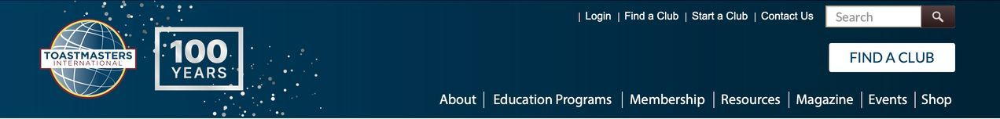 Login | Find a Club | Start a Club | Contact Us
Search
TOASTMASTERS
INTERNATIONAL
100
YEARS
FIND A CLUB
About | Education Programs | Membership | Resources | Magazine | Events | Shop